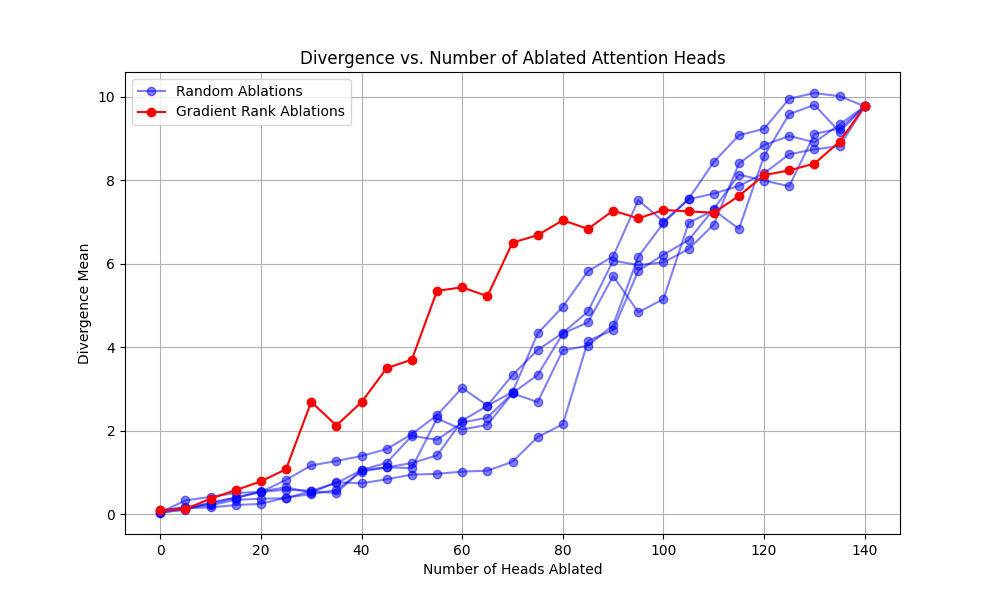 Divergence vs. Number of Ablated Attention Heads
Random Ablations
Gradient Rank Ablations
Divergence Mean
10
8
6
4
2
0
0 20 40 60 80 100 120 140
Number of Heads Ablated